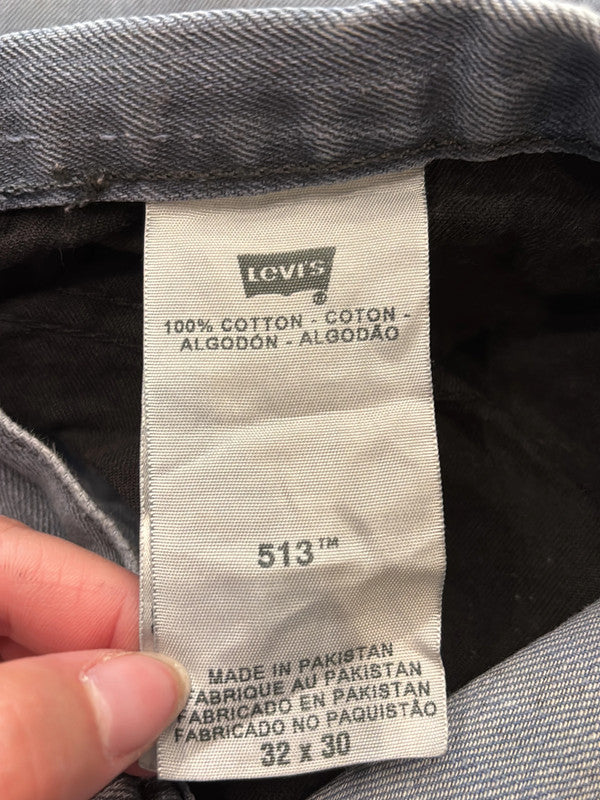 Levi's
®
100% COTTON - COTON -
ALGODÓN - ALGODÃO
513™
MADE IN PAKISTAN
FABRIQUE AU PAKISTAN
FABRICADO EN PAKISTAN
FABRICADO NO PAQUISTÃO
32 x 30